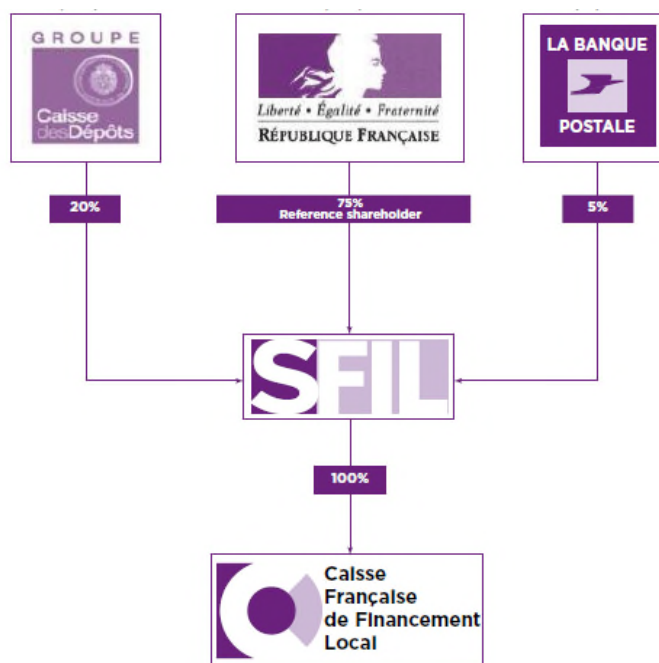 GROUPE
Caisse
desDépôts
Liberté • Égalité • Fraternité
RÉPUBLIQUE FRANÇAISE
LA BANQUE
POSTALE
20%
75%
Reference shareholder
5%
SFIL
100%
Caisse
Française
de Financement
Local